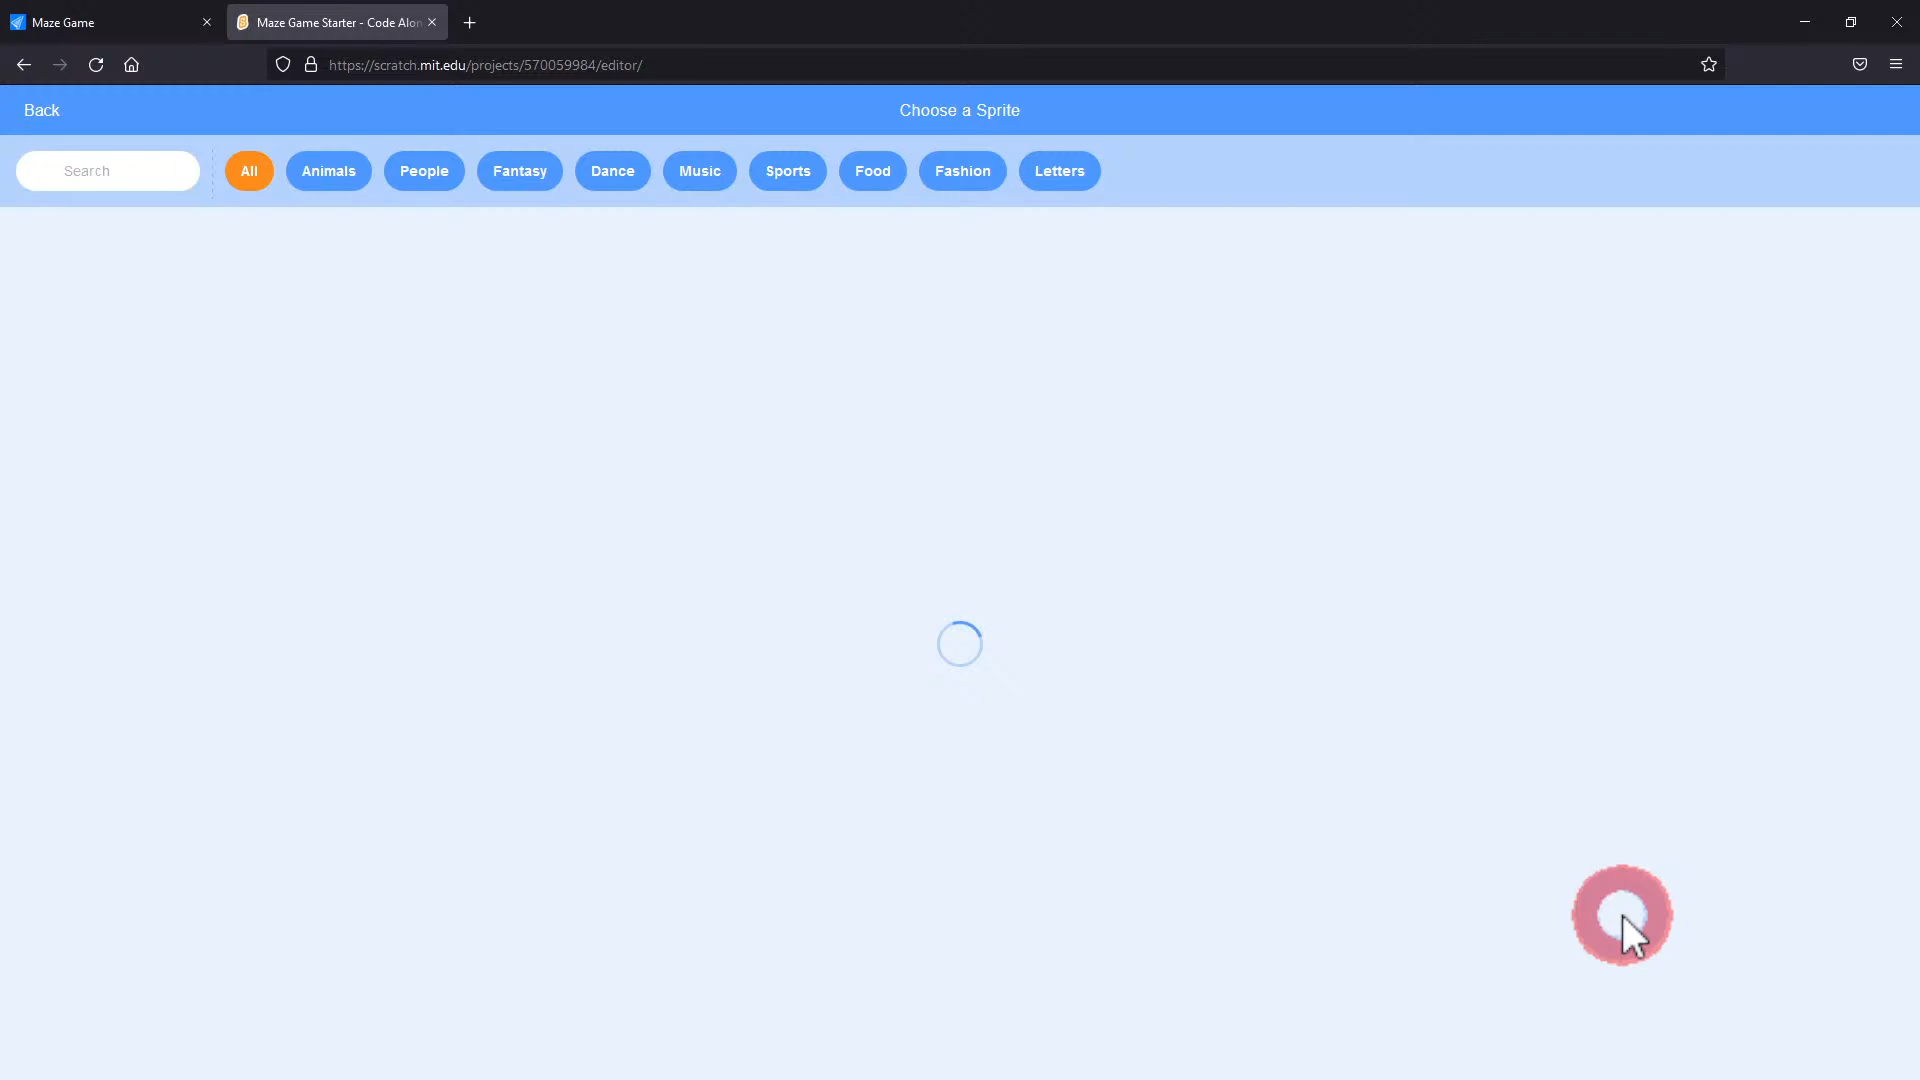 Maze Game
Maze Game Starter - Code Alon
https://scratch.mit.edu/projects/570059984/editor/
Back
Choose a Sprite
Search
All
Animals
People
Fantasy
Dance
Music
Sports
Food
Fashion
Letters